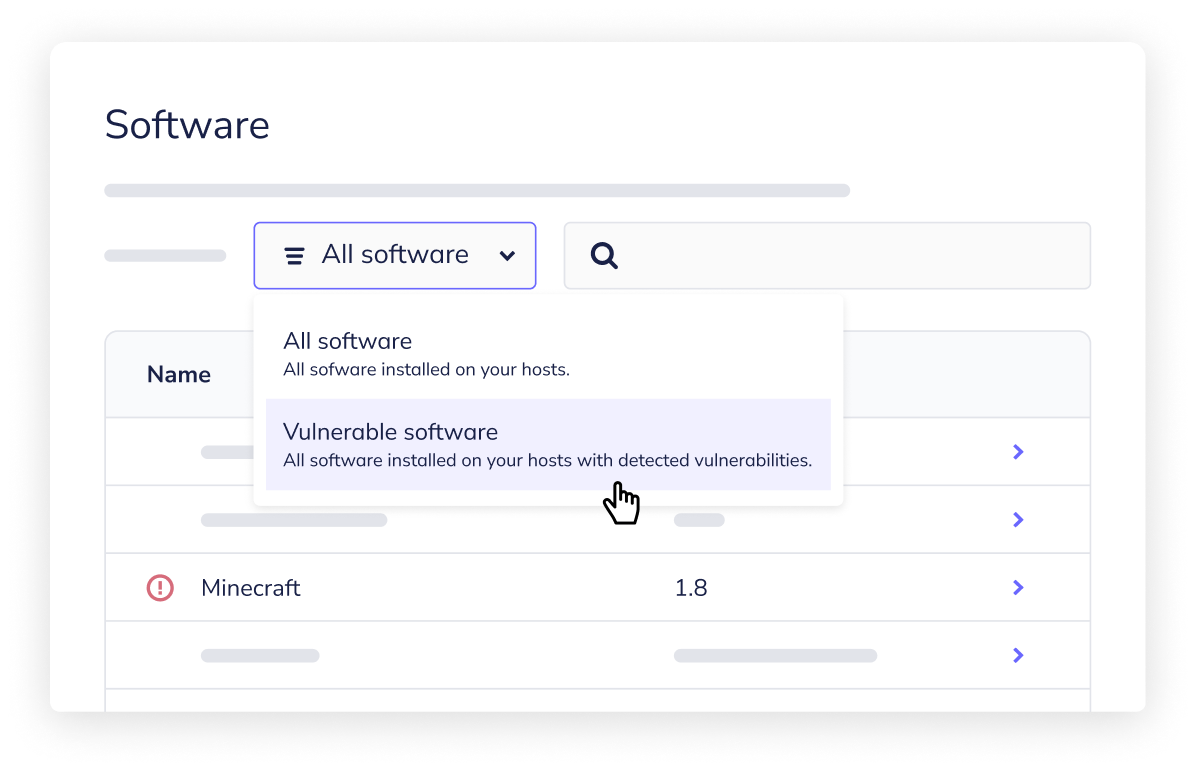 Software
All software
All software
All sofware installed on your hosts.
Name
Vulnerable software
All software installed on your hosts with detected vulnerabilities.
Minecraft 1.8